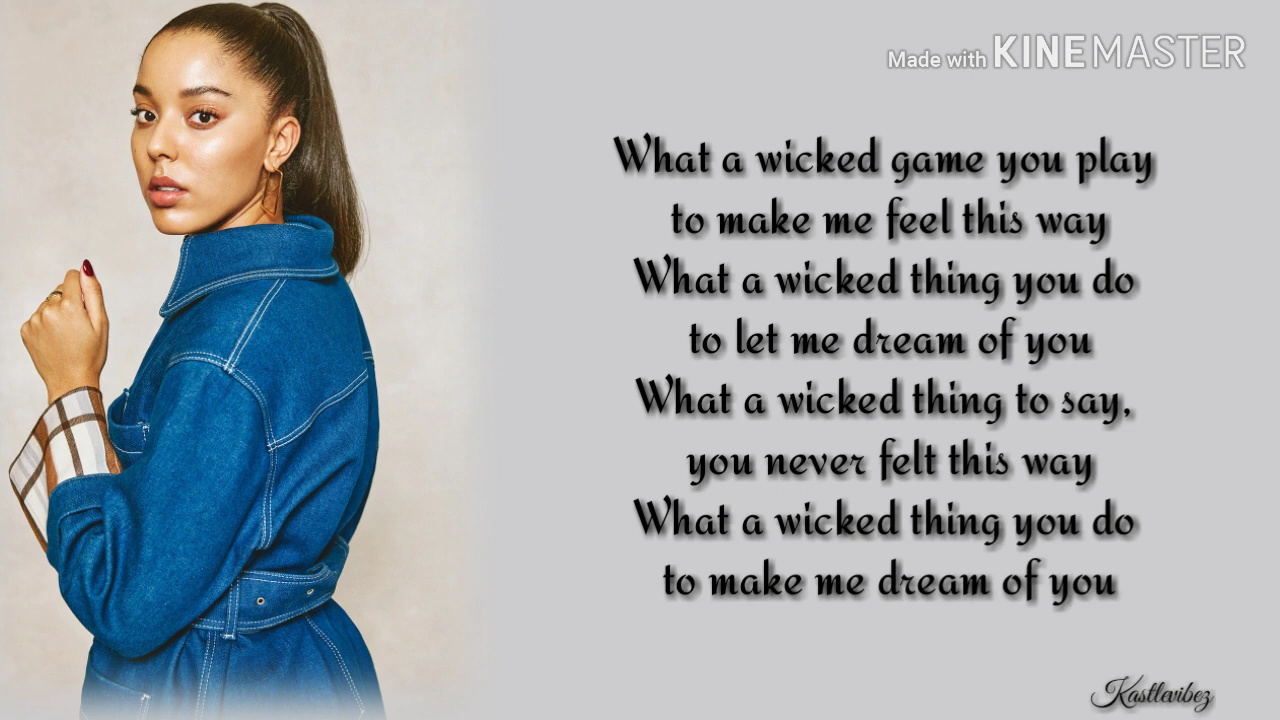 Made with KINEMASTER
What a wicked game you play
to make me feel this way
What a wicked thing you do
to let me dream of you
What a wicked thing to say,
you never felt this way
What a wicked thing you do
to make me dream of you
Kastlevibez